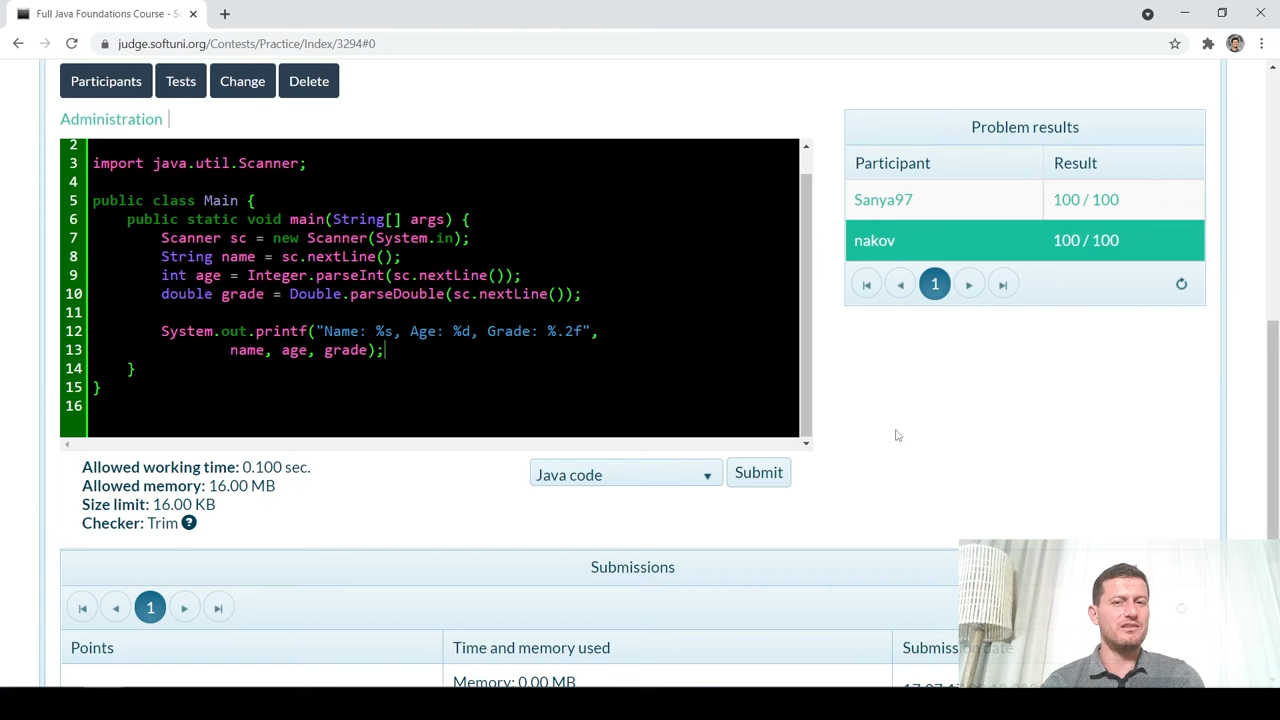 Full Java Foundations Course - S
judge.softuni.org/Contests/Practice/Index/3294#0
Participants Tests Change Delete
Administration
2
3 import java.util.Scanner;
4
5 public class Main {
6 public static void main(String[] args) {
7 Scanner sc = new Scanner(System.in);
8 String name = sc.nextLine();
9 int age = Integer.parseInt(sc.nextLine());
10 double grade = Double.parseDouble(sc.nextLine());
11
12 System.out.printf("Name: %s, Age: %d, Grade: %.2f",
13 name, age, grade);
14 }
15 }
16
Problem results
Participant Result
Sanya97 100 / 100
nakov 100 / 100
1
Allowed working time: 0.100 sec.
Allowed memory: 16.00 MB
Size limit: 16.00 KB
Checker: Trim ?
Java code Submit
Submissions
1
Points Time and memory used Submission date
Memory: 0.00 MB